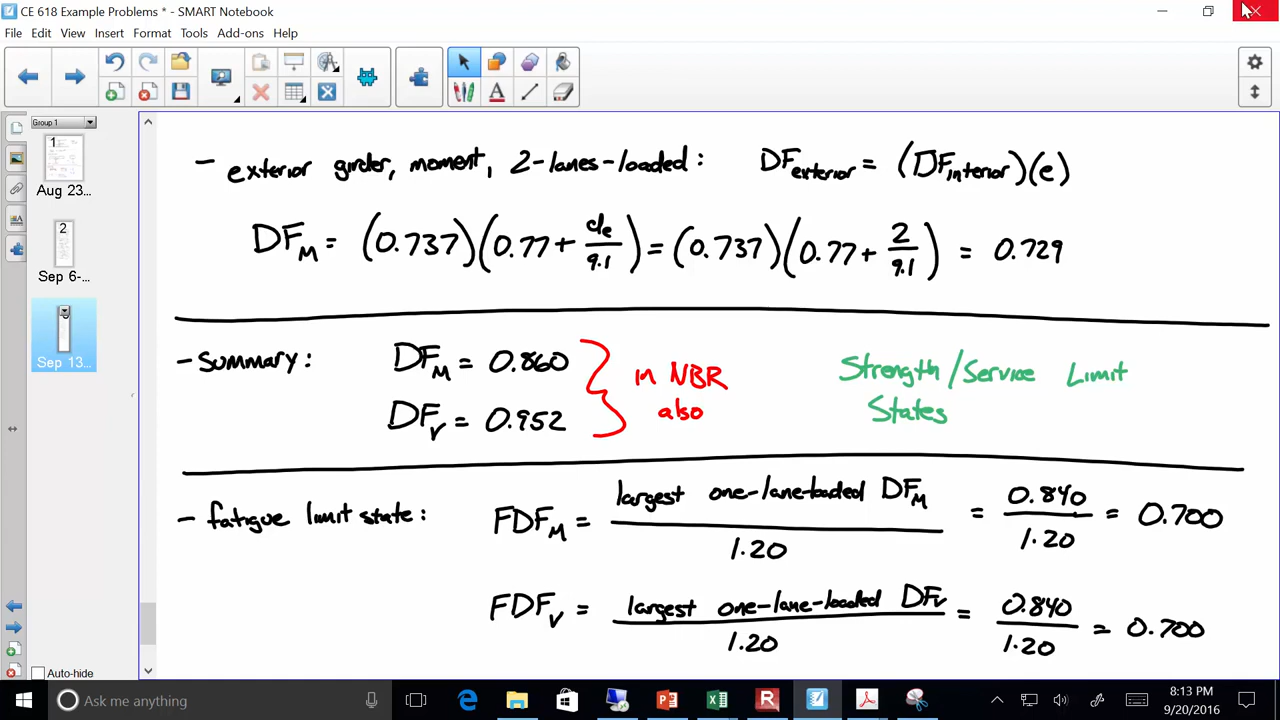 CE 618 Example Problems * - SMART Notebook
File Edit View Insert Format Tools Add-ons Help
Group 1
1
Aug 23...
2
Sep 6-...
3
Sep 13...
Auto-hide
- exterior girder, moment, 2-lanes-loaded: DFexterior = (DFinterior)(e)
DFM = (0.737)(0.77 + de/9.1) = (0.737)(0.77 + 2/9.1) = 0.729
- Summary: DFM = 0.860
DFV = 0.952
in NBR
also
Strength/Service Limit
States
- fatigue limit state: FDFM = largest one-lane-loaded DFM / 1.20 = 0.840 / 1.20 = 0.700
FDFV = largest one-lane-loaded DFV / 1.20 = 0.840 / 1.20 = 0.700
Ask me anything
8:13 PM
9/20/2016